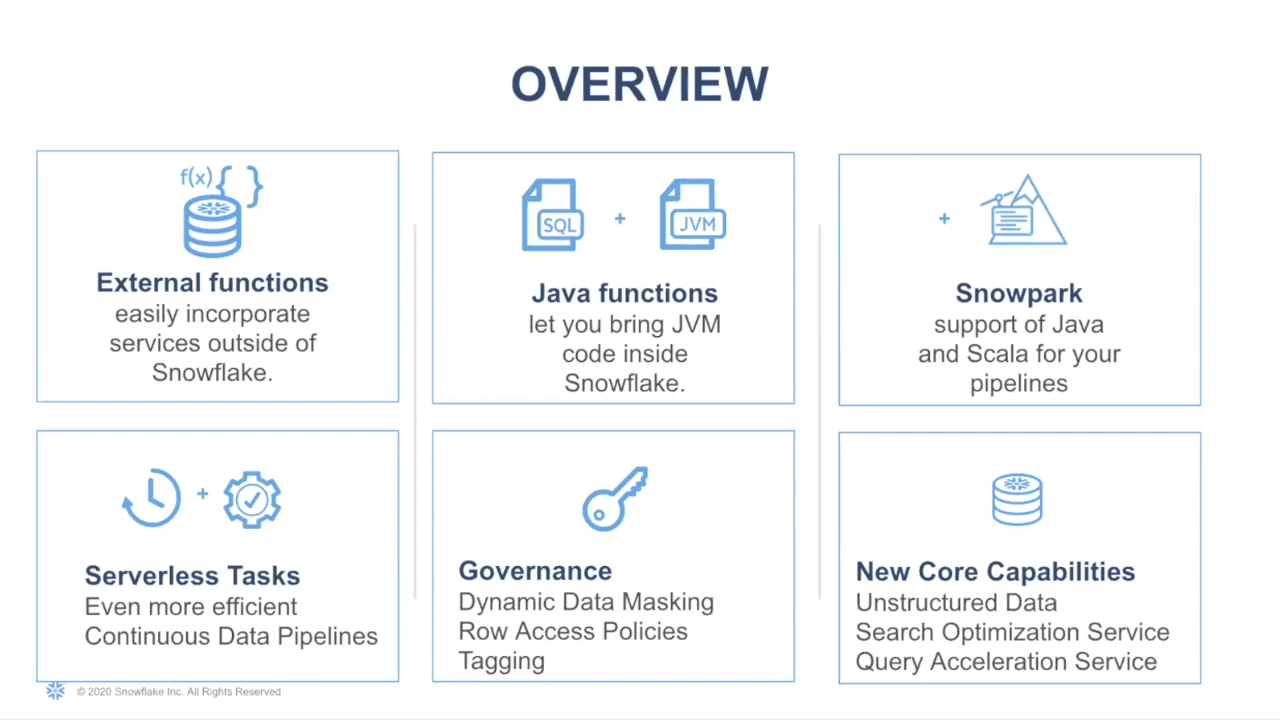 OVERVIEW
f(x) { }
External functions
easily incorporate
services outside of
Snowflake.
SQL + JVM
Java functions
let you bring JVM
code inside
Snowflake.
+
Snowpark
support of Java
and Scala for your
pipelines
+
Serverless Tasks
Even more efficient
Continuous Data Pipelines
Governance
Dynamic Data Masking
Row Access Policies
Tagging
New Core Capabilities
Unstructured Data
Search Optimization Service
Query Acceleration Service
© 2020 Snowflake Inc. All Rights Reserved